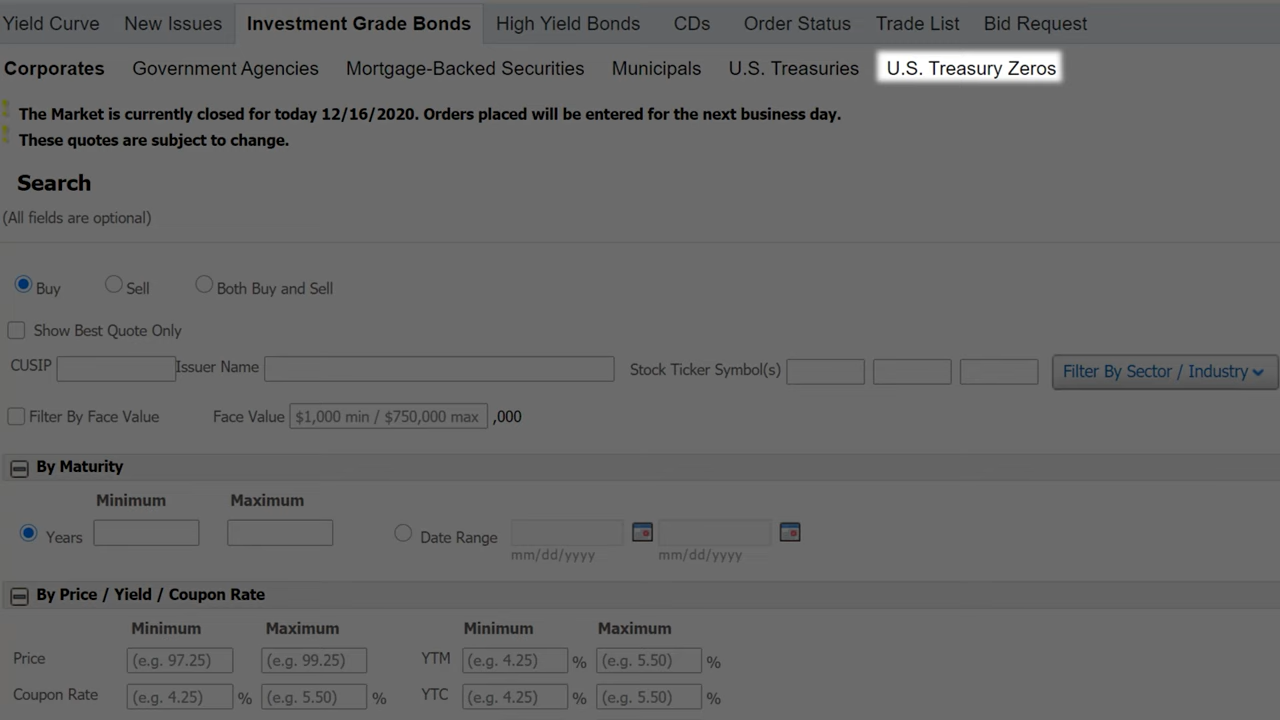 Yield Curve New Issues Investment Grade Bonds High Yield Bonds CDs Order Status Trade List Bid Request
Corporates Government Agencies Mortgage-Backed Securities Municipals U.S. Treasuries U.S. Treasury Zeros
! The Market is currently closed for today 12/16/2020. Orders placed will be entered for the next business day.
! These quotes are subject to change.
Search
(All fields are optional)
Buy Sell Both Buy and Sell
Show Best Quote Only
CUSIP Issuer Name Stock Ticker Symbol(s) Filter By Sector / Industry
Filter By Face Value Face Value $1,000 min / $750,000 max ,000
By Maturity
Minimum Maximum
Years Date Range
mm/dd/yyyy mm/dd/yyyy
By Price / Yield / Coupon Rate
Minimum Maximum Minimum Maximum
Price (e.g. 97.25) (e.g. 99.25) YTM (e.g. 4.25) % (e.g. 5.50) %
Coupon Rate (e.g. 4.25) % (e.g. 5.50) % YTC (e.g. 4.25) % (e.g. 5.50) %